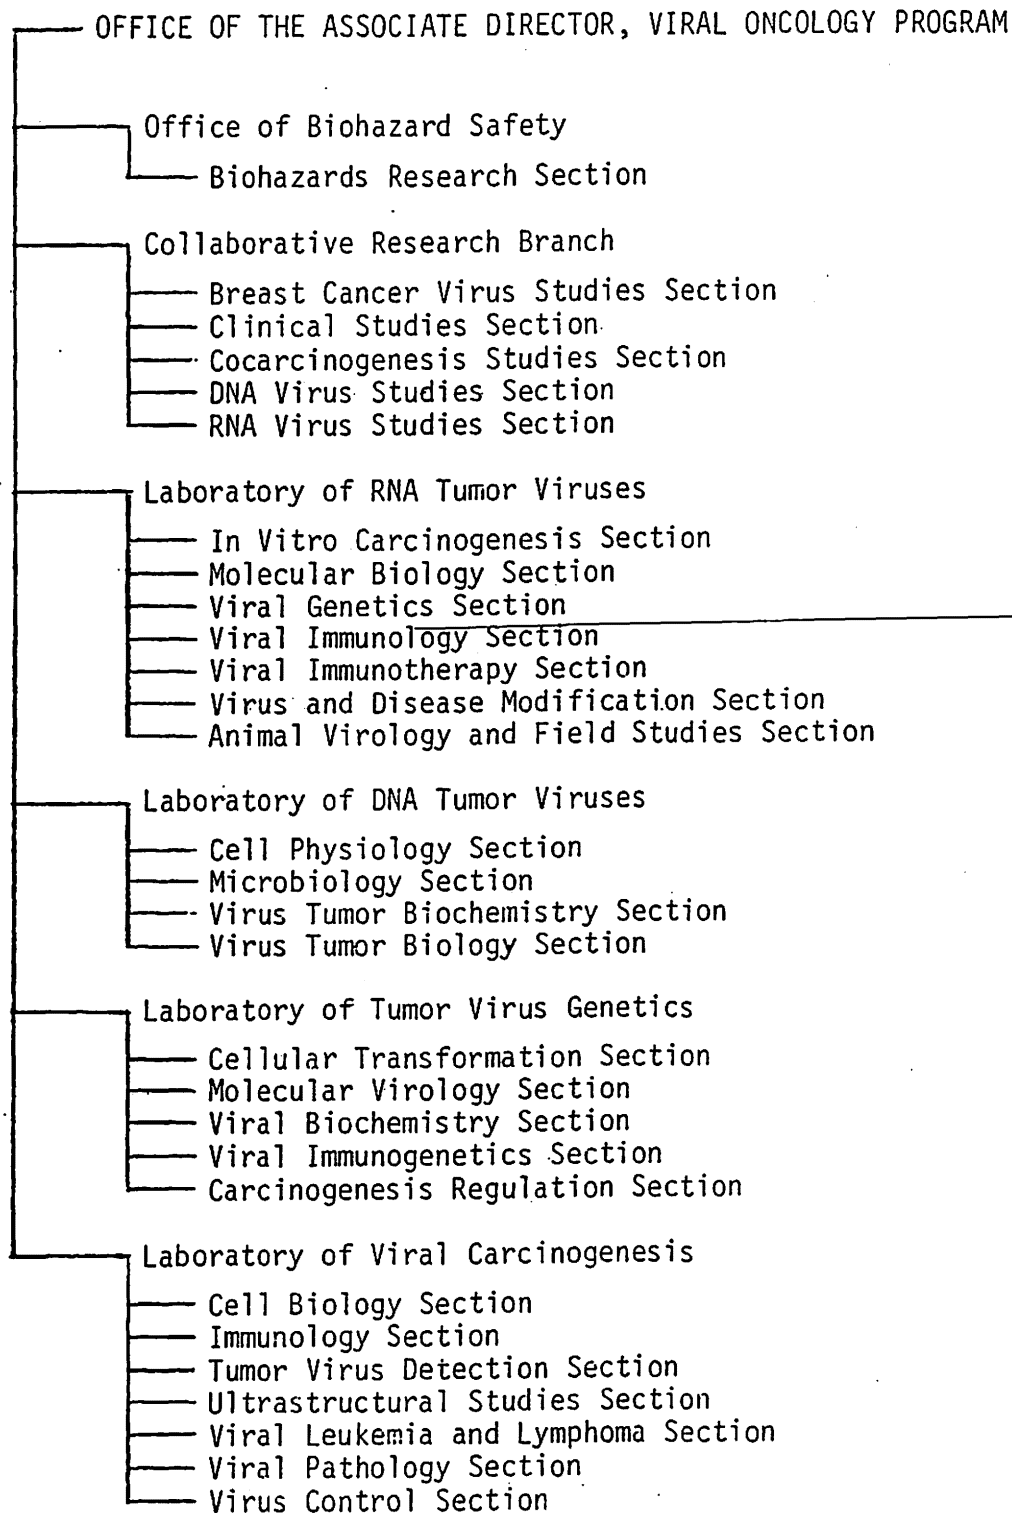 OFFICE OF THE ASSOCIATE DIRECTOR, VIRAL ONCOLOGY PROGRAM
Office of Biohazard Safety
Biohazards Research Section
Collaborative Research Branch
Breast Cancer Virus Studies Section
Clinical Studies Section
Cocarcinogenesis Studies Section
DNA Virus Studies Section
RNA Virus Studies Section
Laboratory of RNA Tumor Viruses
In Vitro Carcinogenesis Section
Molecular Biology Section
Viral Genetics Section
Viral Immunology Section
Viral Immunotherapy Section
Virus and Disease Modification Section
Animal Virology and Field Studies Section
Laboratory of DNA Tumor Viruses
Cell Physiology Section
Microbiology Section
Virus Tumor Biochemistry Section
Virus Tumor Biology Section
Laboratory of Tumor Virus Genetics
Cellular Transformation Section
Molecular Virology Section
Viral Biochemistry Section
Viral Immunogenetics Section
Carcinogenesis Regulation Section
Laboratory of Viral Carcinogenesis
Cell Biology Section
Immunology Section
Tumor Virus Detection Section
Ultrastructural Studies Section
Viral Leukemia and Lymphoma Section
Viral Pathology Section
Virus Control Section